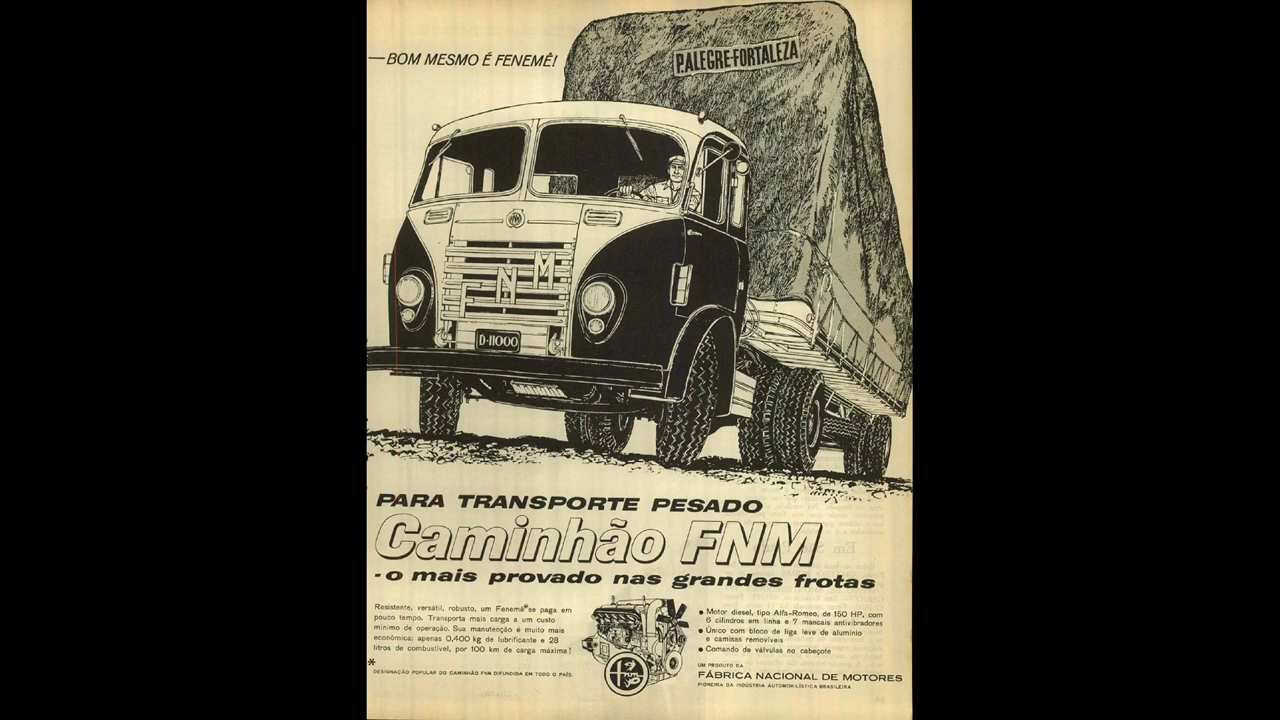 —BOM MESMO É FENEMÊ!
P.ALEGRE-FORTALEZA
FNM
D-11000
PARA TRANSPORTE PESADO
Caminhão FNM
-o mais provado nas grandes frotas
Resistente, versátil, robusto, um Fenemê* se paga em
pouco tempo. Transporta mais carga a um custo
mínimo de operação. Sua manutenção é muito mais
econômica: apenas 0,400 kg de lubrificante e 28
litros de combustível, por 100 km de carga máxima!
* DESIGNAÇÃO POPULAR DO CAMINHÃO FNM DIFUNDIDA EM TODO O PAÍS.
● Motor diesel, tipo Alfa-Romeo, de 150 HP, com
6 cilindros em linha e 7 mancais antivibradores
● Único com bloco de liga leve de alumínio
e camisas removíveis
● Comando de válvulas no cabeçote
UM PRODUTO DA
FÁBRICA NACIONAL DE MOTORES
PIONEIRA DA INDÚSTRIA AUTOMOBILÍSTICA BRASILEIRA